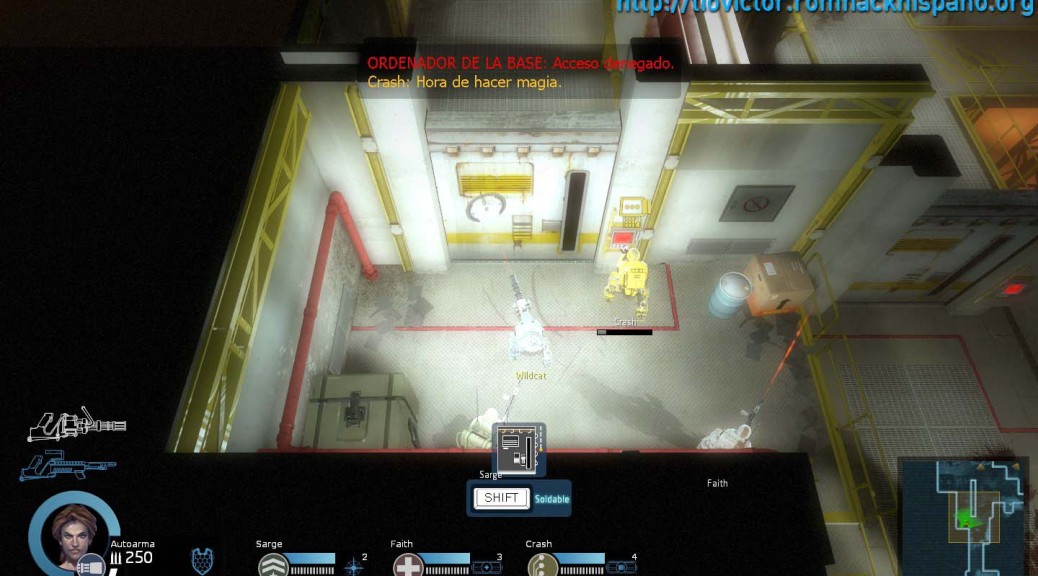 http://tiovictor.romhackhispano.org
ORDENADOR DE LA BASE: Acceso denegado.
Crash: Hora de hacer magia.
Crash
Wildcat
Sarge
Faith
SHIFT Soldable
Autoarma
250
Sarge
2
Faith
3
Crash
4